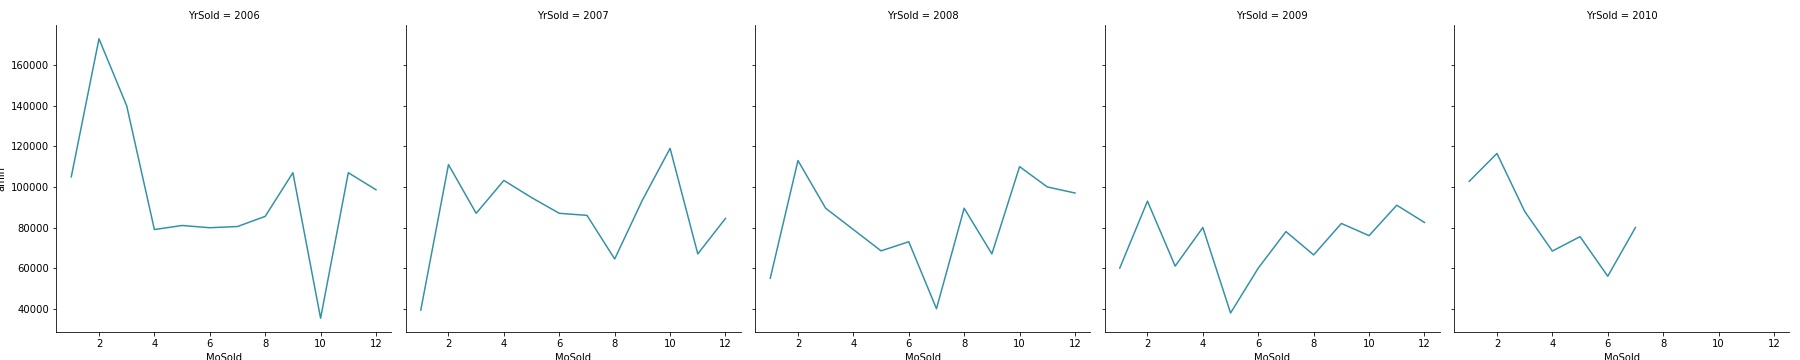 YrSold = 2006 YrSold = 2007 YrSold = 2008 YrSold = 2009 YrSold = 2010
160000
140000
120000
100000
amin
80000
60000
40000
2 4 6 8 10 12 2 4 6 8 10 12 2 4 6 8 10 12 2 4 6 8 10 12 2 4 6 8 10 12
MoSold MoSold MoSold MoSold MoSold